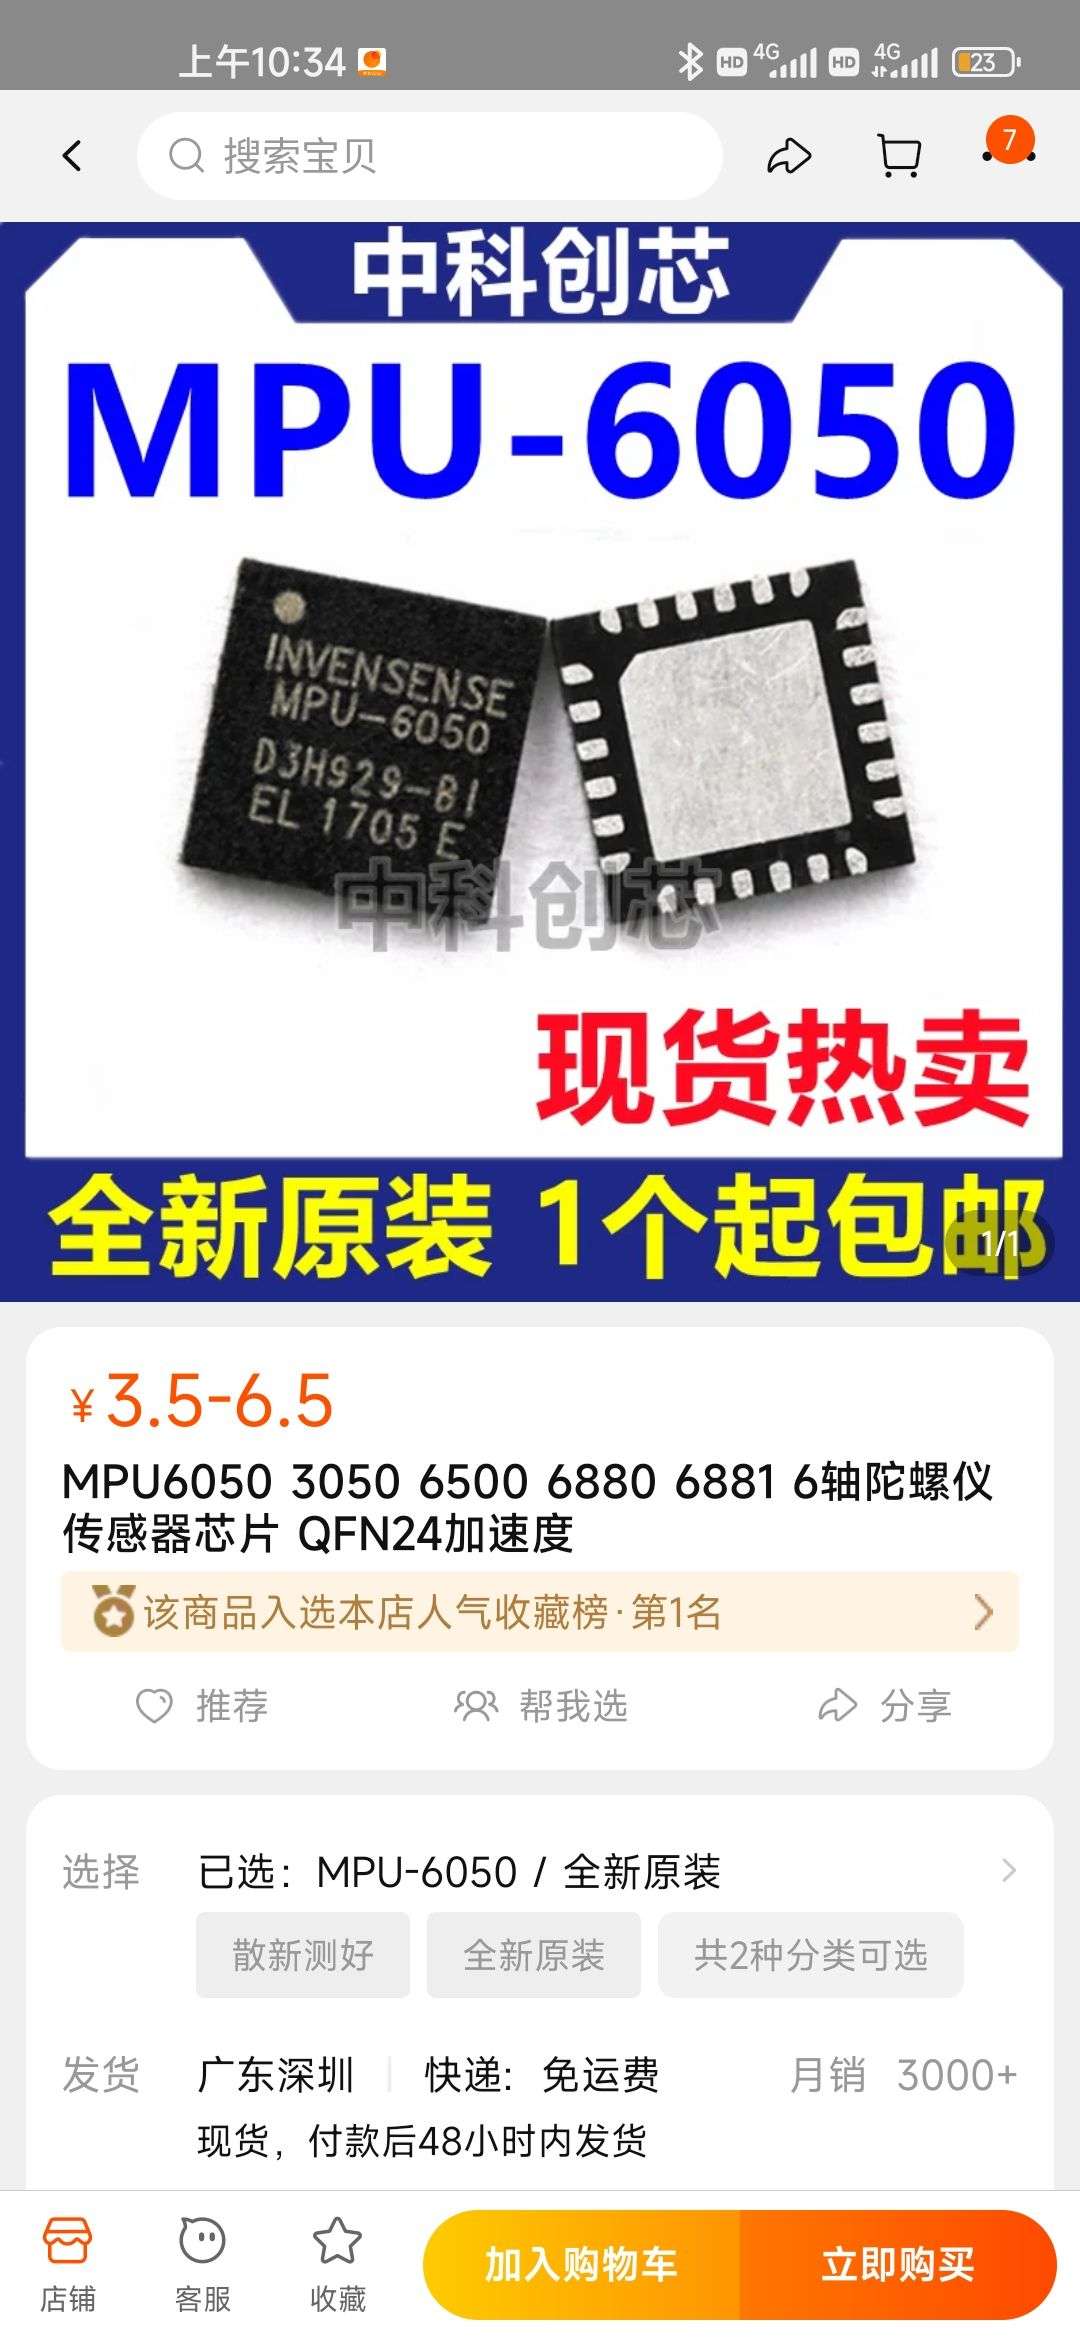 上午10:34
HD 4G HD 4G 23
搜索宝贝
7
中科创芯
MPU-6050
INVENSENSE
MPU-6050
D3H929-B1
EL 1705 E
中科创芯
现货热卖
全新原装 1个起包邮
1/1
¥3.5-6.5
MPU6050 3050 6500 6880 6881 6轴陀螺仪
传感器芯片 QFN24加速度
该商品入选本店人气收藏榜·第1名
推荐 帮我选 分享
选择 已选：MPU-6050 / 全新原装
散新测好 全新原装 共2种分类可选
发货 广东深圳 快递：免运费 月销 3000+
现货，付款后48小时内发货
店铺 客服 收藏 加入购物车 立即购买